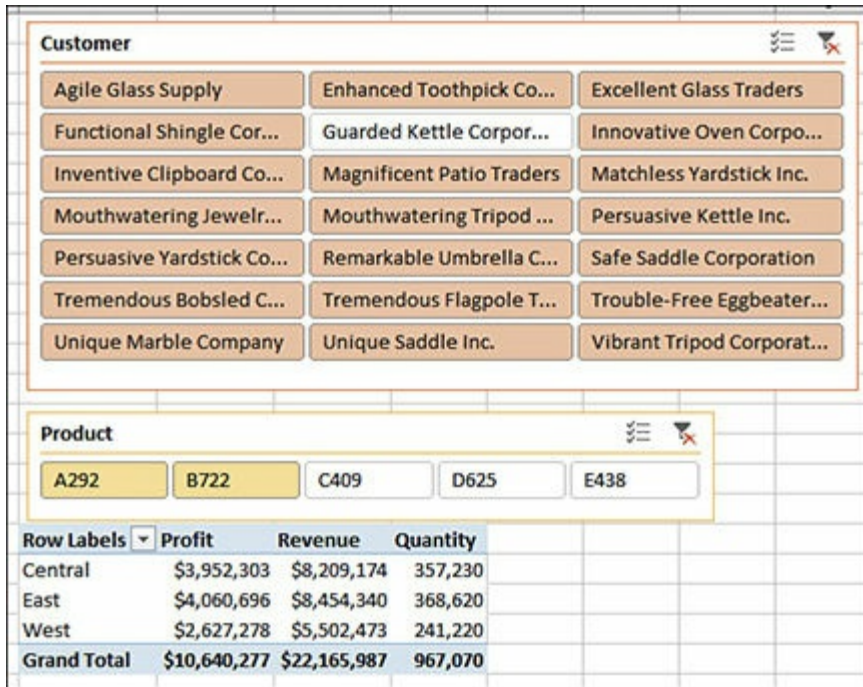 Customer
Agile Glass Supply Enhanced Toothpick Co... Excellent Glass Traders
Functional Shingle Cor... Guarded Kettle Corpor... Innovative Oven Corpo...
Inventive Clipboard Co... Magnificent Patio Traders Matchless Yardstick Inc.
Mouthwatering Jewelr... Mouthwatering Tripod ... Persuasive Kettle Inc.
Persuasive Yardstick Co... Remarkable Umbrella C... Safe Saddle Corporation
Tremendous Bobsled C... Tremendous Flagpole T... Trouble-Free Eggbeater...
Unique Marble Company Unique Saddle Inc. Vibrant Tripod Corporat...
Product
A292 B722 C409 D625 E438
Row Labels Profit Revenue Quantity
Central $3,952,303 $8,209,174 357,230
East $4,060,696 $8,454,340 368,620
West $2,627,278 $5,502,473 241,220
Grand Total $10,640,277 $22,165,987 967,070